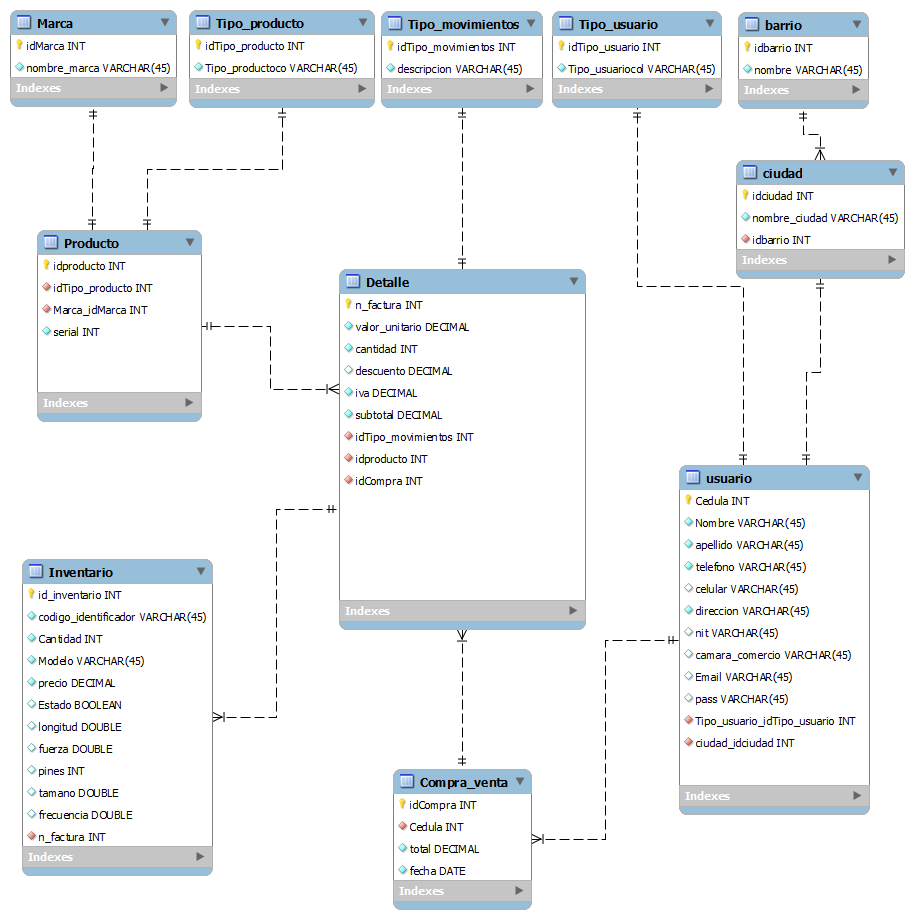 Marca
idMarca INT
nombre_marca VARCHAR(45)
Indexes
Tipo_producto
idTipo_producto INT
Tipo_productoco VARCHAR(45)
Indexes
Tipo_movimientos
idTipo_movimientos INT
descripcion VARCHAR(45)
Indexes
Tipo_usuario
idTipo_usuario INT
Tipo_usuariocol VARCHAR(45)
Indexes
barrio
idbarrio INT
nombre VARCHAR(45)
Indexes
ciudad
idciudad INT
nombre_ciudad VARCHAR(45)
idbarrio INT
Indexes
Producto
idproducto INT
idTipo_producto INT
Marca_idMarca INT
serial INT
Indexes
Detalle
n_factura INT
valor_unitario DECIMAL
cantidad INT
descuento DECIMAL
iva DECIMAL
subtotal DECIMAL
idTipo_movimientos INT
idproducto INT
idCompra INT
Indexes
usuario
Cedula INT
Nombre VARCHAR(45)
apellido VARCHAR(45)
telefono VARCHAR(45)
celular VARCHAR(45)
direccion VARCHAR(45)
nit VARCHAR(45)
camara_comercio VARCHAR(45)
Email VARCHAR(45)
pass VARCHAR(45)
Tipo_usuario_idTipo_usuario INT
ciudad_idciudad INT
Indexes
Inventario
id_inventario INT
codigo_identificador VARCHAR(45)
Cantidad INT
Modelo VARCHAR(45)
precio DECIMAL
Estado BOOLEAN
longitud DOUBLE
fuerza DOUBLE
pines INT
tamano DOUBLE
frecuencia DOUBLE
n_factura INT
Indexes
Compra_venta
idCompra INT
Cedula INT
total DECIMAL
fecha DATE
Indexes